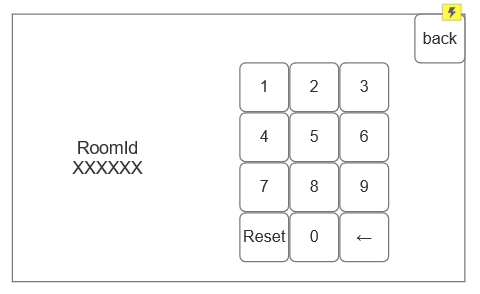 back
RoomId
XXXXXX
1 2 3
4 5 6
7 8 9
Reset 0 ←